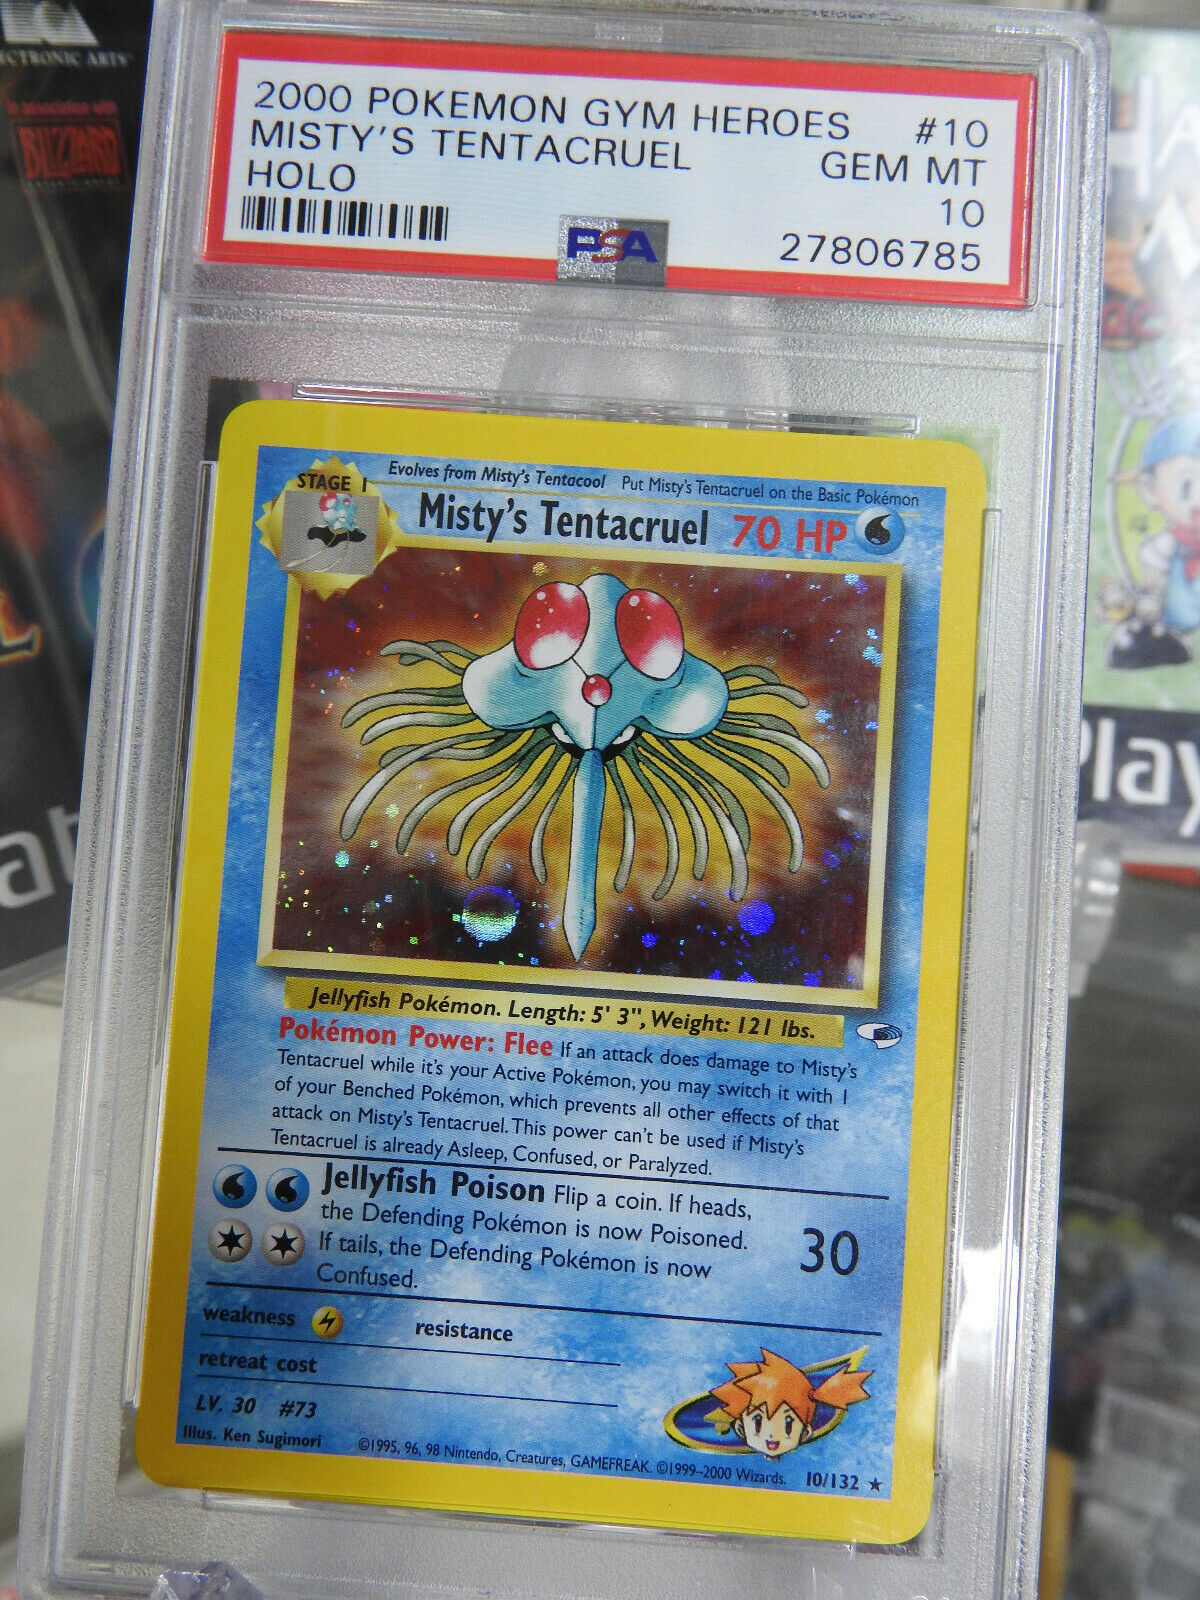 ECTRONIC ARTS
in association with
BLIZZARD
2000 POKEMON GYM HEROES #10
MISTY'S TENTACRUEL GEM MT
HOLO 10
PSA 27806785
STAGE 1
Evolves from Misty's Tentacool Put Misty's Tentacruel on the Basic Pokémon
Misty's Tentacruel 70 HP
Jellyfish Pokémon. Length: 5' 3", Weight: 121 lbs.
Pokémon Power: Flee If an attack does damage to Misty's
Tentacruel while it's your Active Pokémon, you may switch it with 1
of your Benched Pokémon, which prevents all other effects of that
attack on Misty's Tentacruel. This power can't be used if Misty's
Tentacruel is already Asleep, Confused, or Paralyzed.
Jellyfish Poison Flip a coin. If heads,
the Defending Pokémon is now Poisoned.
If tails, the Defending Pokémon is now
Confused.
30
weakness resistance
retreat cost
LV. 30 #73
Illus. Ken Sugimori
©1995, 96, 98 Nintendo, Creatures, GAMEFREAK. ©1999–2000 Wizards. 10/132 ★
Play